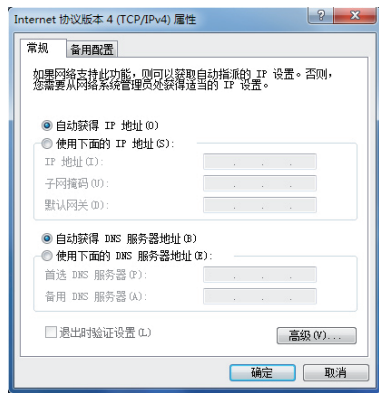 Internet 协议版本 4 (TCP/IPv4) 属性
常规
备用配置
如果网络支持此功能，则可以获取自动指派的 IP 设置。否则，
您需要从网络系统管理员处获得适当的 IP 设置。
自动获得 IP 地址(O)
使用下面的 IP 地址(S):
IP 地址(I):
子网掩码(U):
默认网关(D):
自动获得 DNS 服务器地址(B)
使用下面的 DNS 服务器地址(E):
首选 DNS 服务器(P):
备用 DNS 服务器(A):
退出时验证设置(L)
高级(V)...
确定
取消